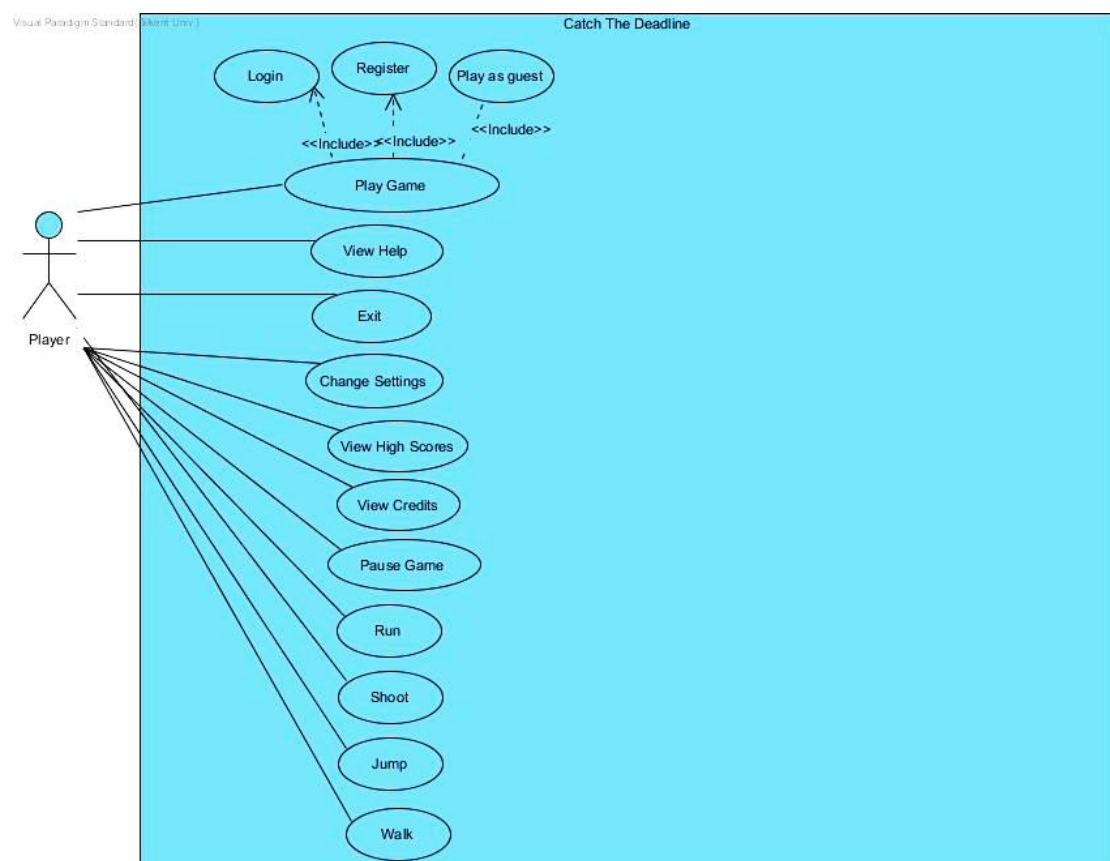 Visual Paradigm Standard(Bilkent Univ.)
Catch The Deadline
Login
Register
Play as guest
<<Include>>
<<Include>>
<<Include>>
Play Game
View Help
Exit
Player
Change Settings
View High Scores
View Credits
Pause Game
Run
Shoot
Jump
Walk